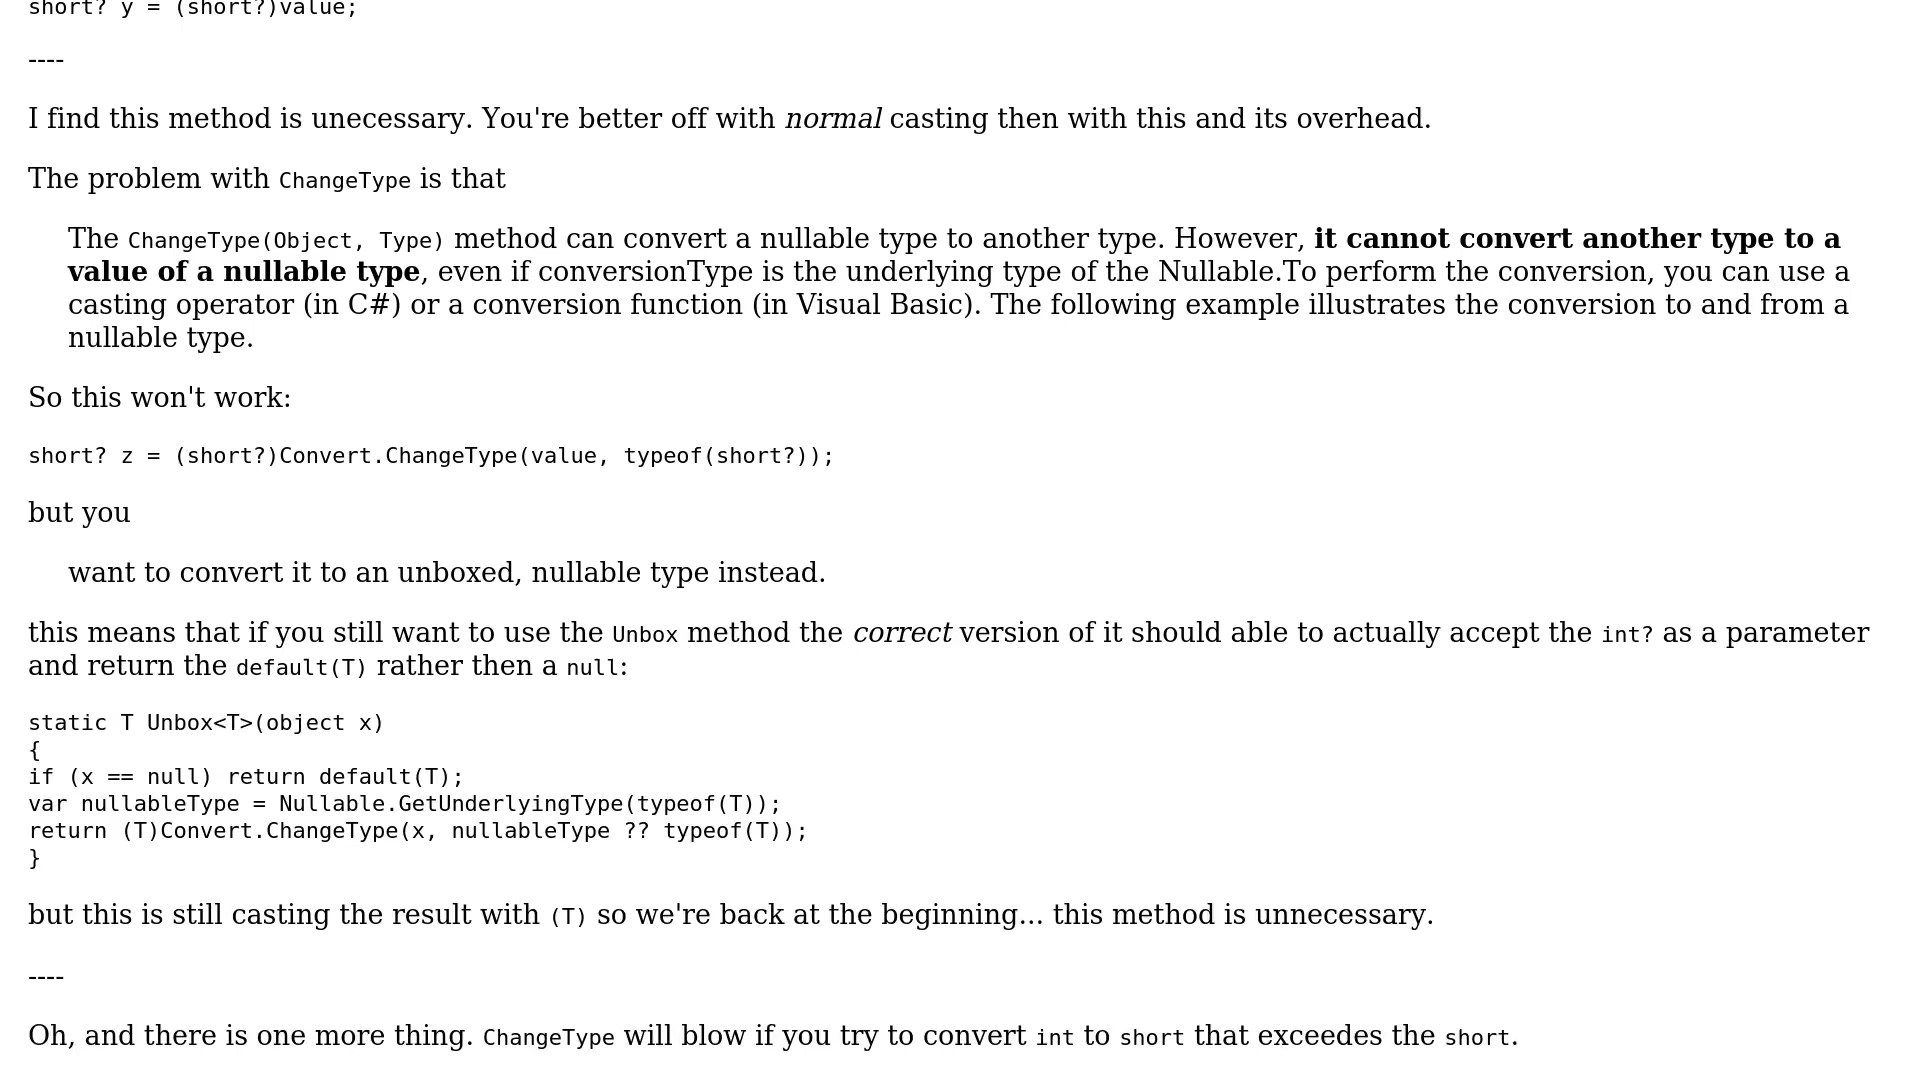 short? y = (short?)value;
----
I find this method is unecessary. You're better off with normal casting then with this and its overhead.
The problem with ChangeType is that
The ChangeType(Object, Type) method can convert a nullable type to another type. However, it cannot convert another type to a
value of a nullable type, even if conversionType is the underlying type of the Nullable.To perform the conversion, you can use a
casting operator (in C#) or a conversion function (in Visual Basic). The following example illustrates the conversion to and from a
nullable type.
So this won't work:
short? z = (short?)Convert.ChangeType(value, typeof(short?));
but you
want to convert it to an unboxed, nullable type instead.
this means that if you still want to use the Unbox method the correct version of it should able to actually accept the int? as a parameter
and return the default(T) rather then a null:
static T Unbox<T>(object x)
{
if (x == null) return default(T);
var nullableType = Nullable.GetUnderlyingType(typeof(T));
return (T)Convert.ChangeType(x, nullableType ?? typeof(T));
}
but this is still casting the result with (T) so we're back at the beginning... this method is unnecessary.
----
Oh, and there is one more thing. ChangeType will blow if you try to convert int to short that exceedes the short.